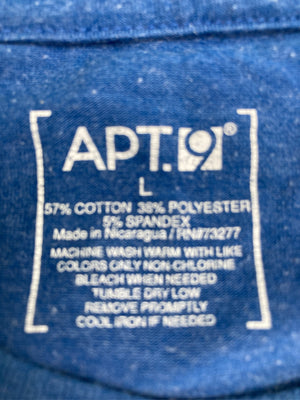 APT.9®
L
57% COTTON 38% POLYESTER
5% SPANDEX
Made in Nicaragua / RN#73277
MACHINE WASH WARM WITH LIKE
COLORS ONLY NON-CHLORINE
BLEACH WHEN NEEDED
TUMBLE DRY LOW
REMOVE PROMPTLY
COOL IRON IF NEEDED